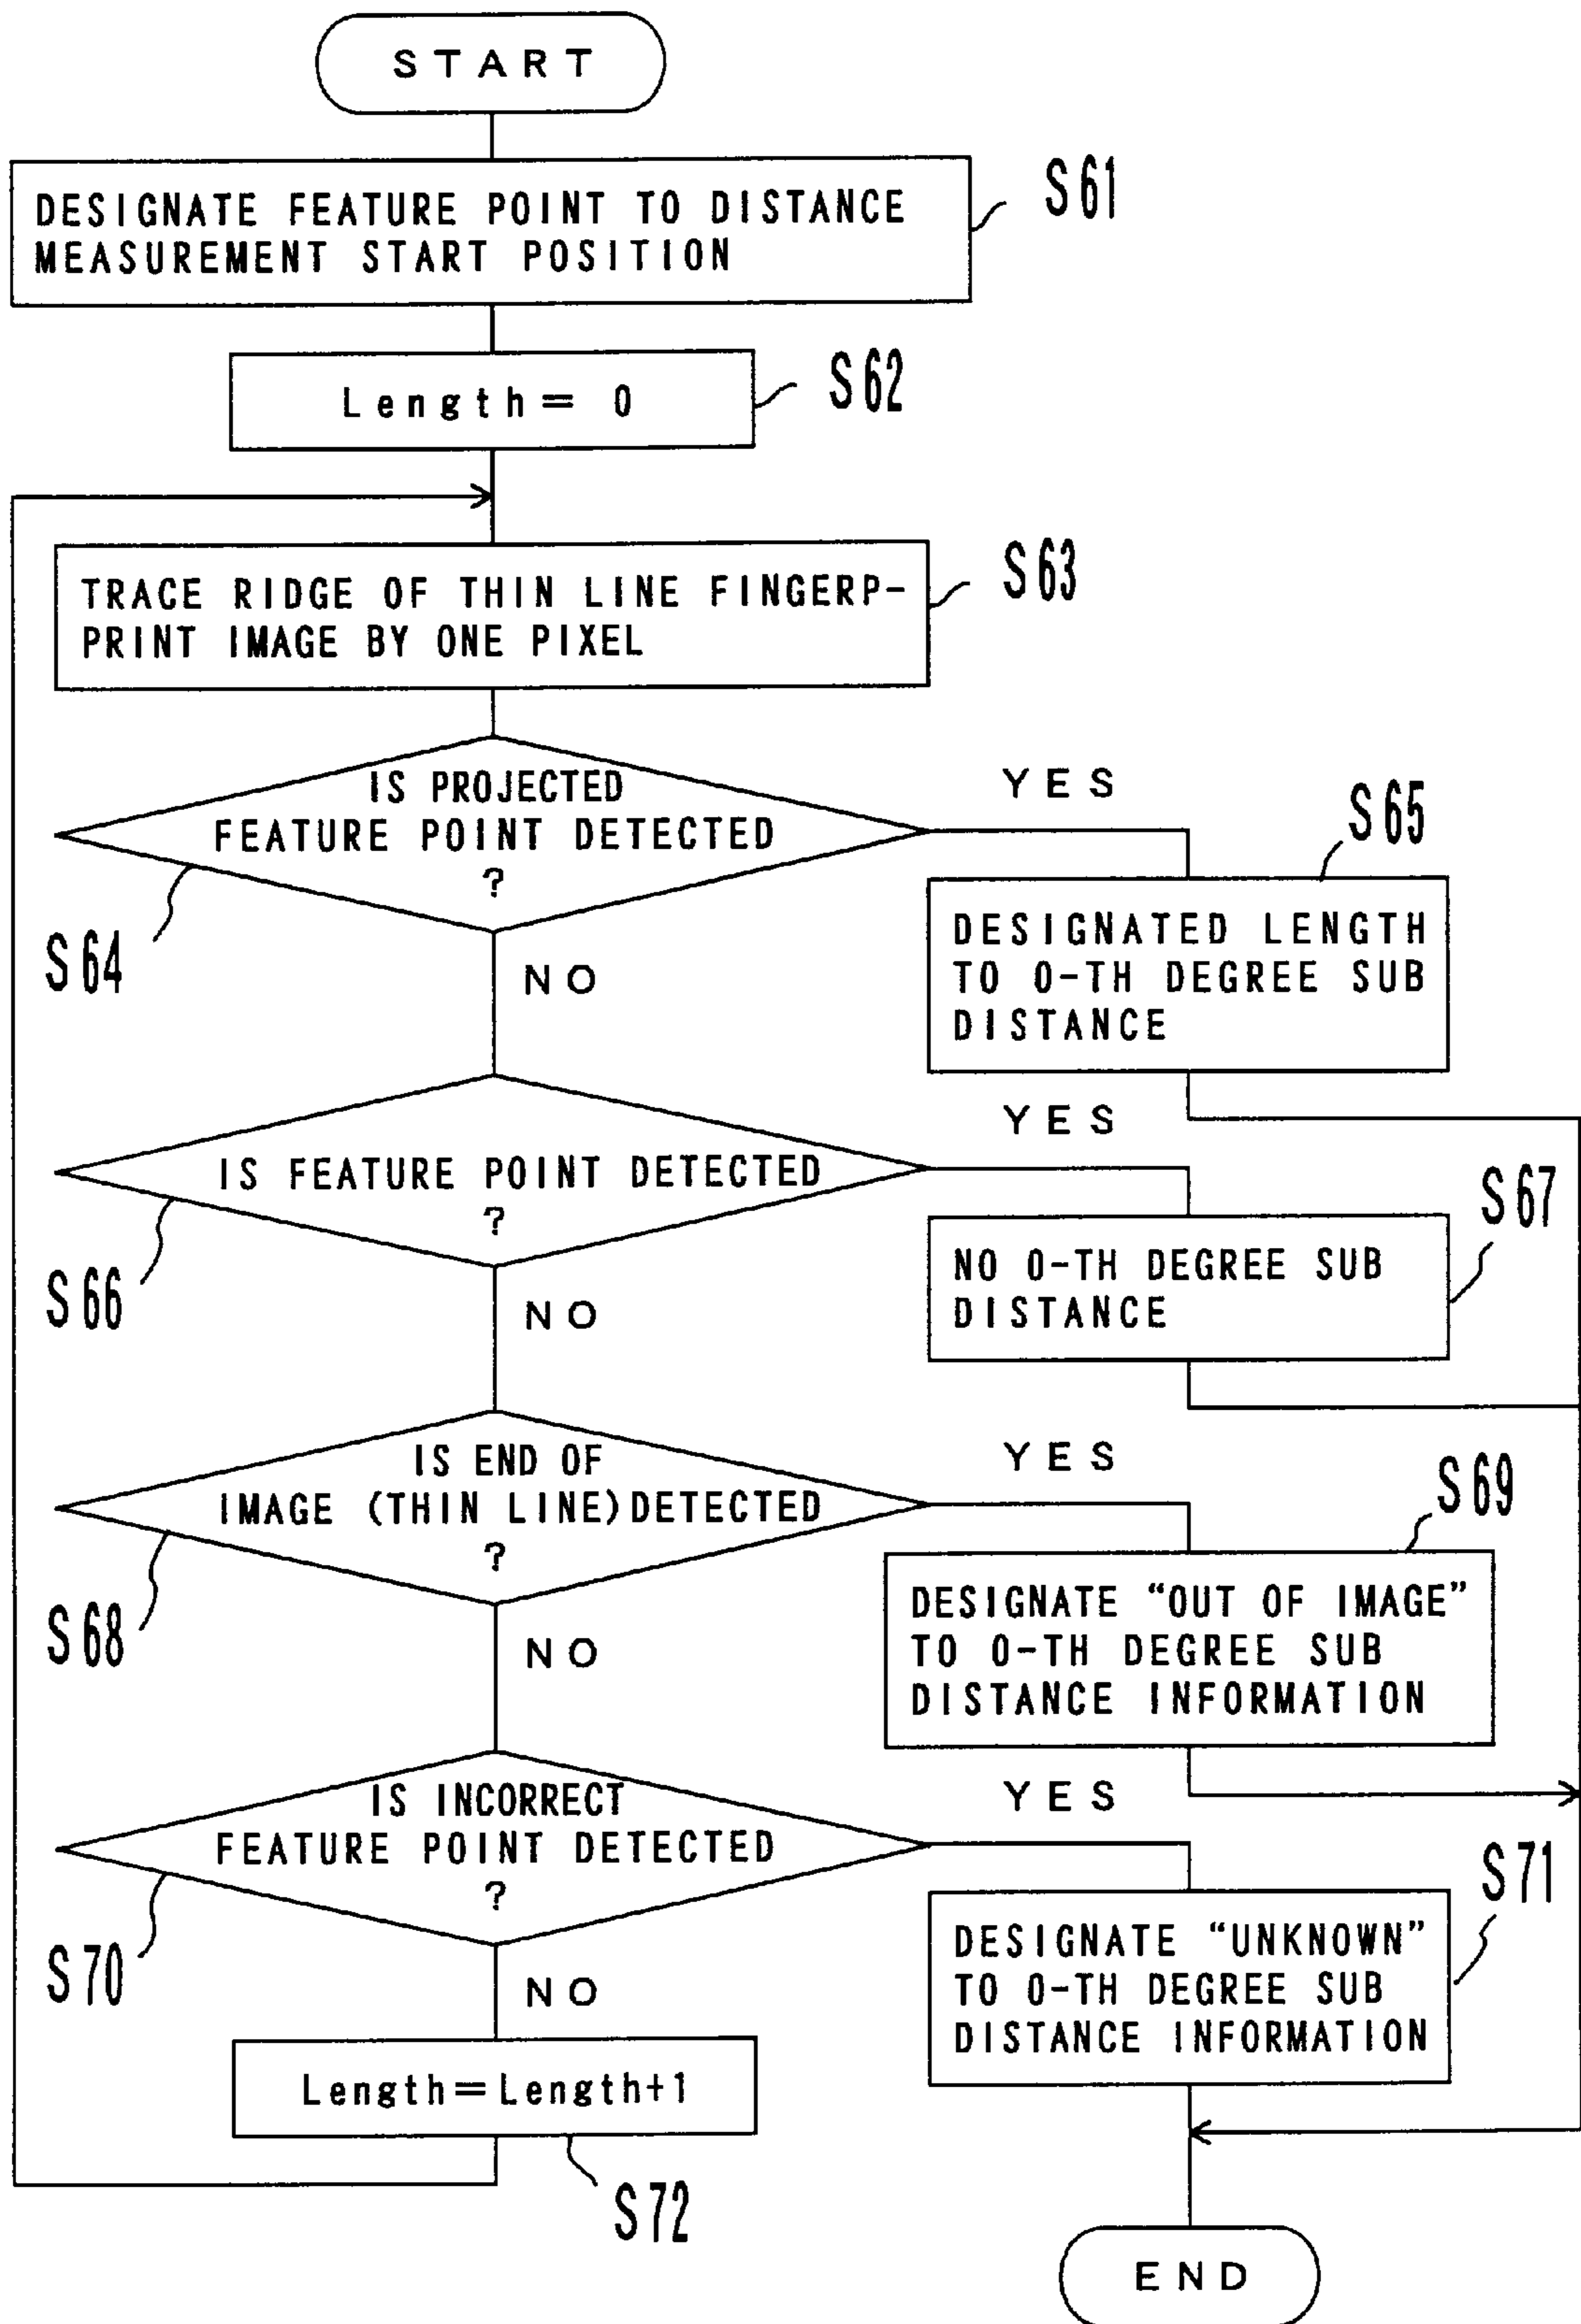 START
DESIGNATE FEATURE POINT TO DISTANCE
MEASUREMENT START POSITION
S61
Length= 0
S62
TRACE RIDGE OF THIN LINE FINGERP-
PRINT IMAGE BY ONE PIXEL
S63
IS PROJECTED
FEATURE POINT DETECTED
?
YES
S64
NO
S65
DESIGNATED LENGTH
TO 0-TH DEGREE SUB
DISTANCE
IS FEATURE POINT DETECTED
?
YES
S66
NO
S67
NO 0-TH DEGREE SUB
DISTANCE
IS END OF
IMAGE (THIN LINE)DETECTED
?
YES
S68
NO
S69
DESIGNATE “OUT OF IMAGE”
TO 0-TH DEGREE SUB
DISTANCE INFORMATION
IS INCORRECT
FEATURE POINT DETECTED
?
YES
S70
NO
S71
DESIGNATE “UNKNOWN”
TO 0-TH DEGREE SUB
DISTANCE INFORMATION
Length=Length+1
S72
END